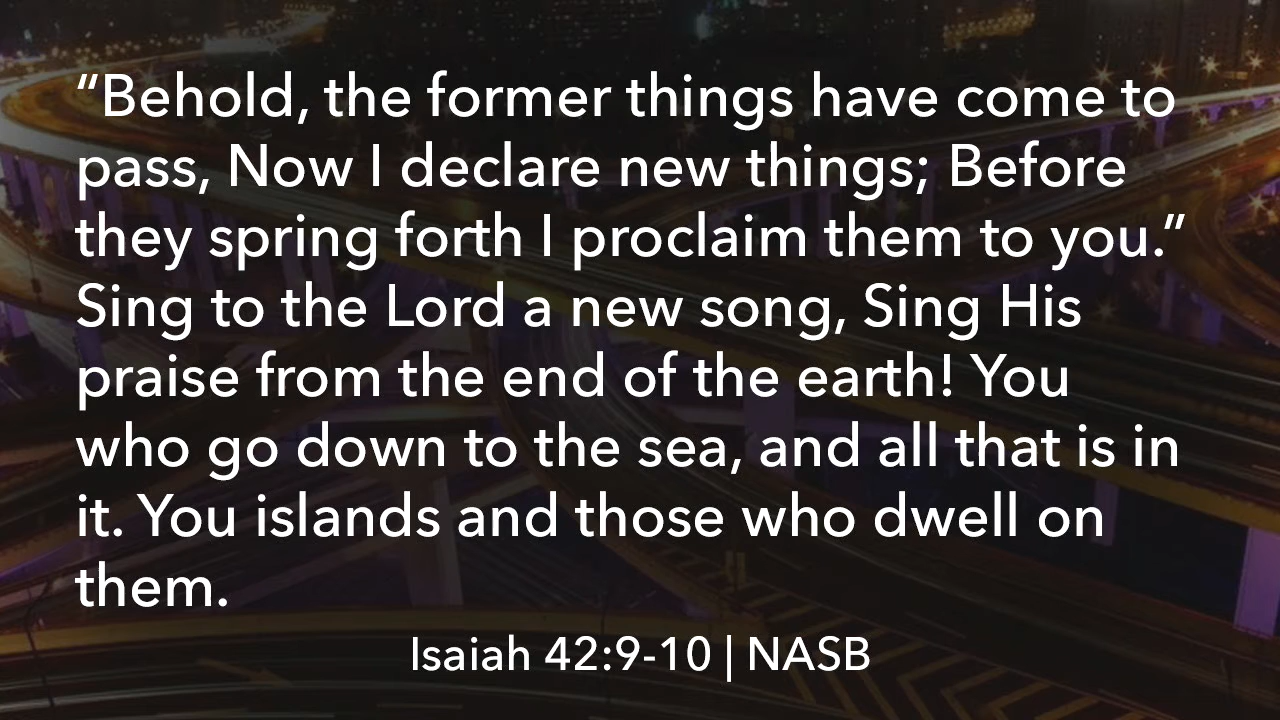 “Behold, the former things have come to
pass, Now I declare new things; Before
they spring forth I proclaim them to you.”
Sing to the Lord a new song, Sing His
praise from the end of the earth! You
who go down to the sea, and all that is in
it. You islands and those who dwell on
them.
Isaiah 42:9-10 | NASB